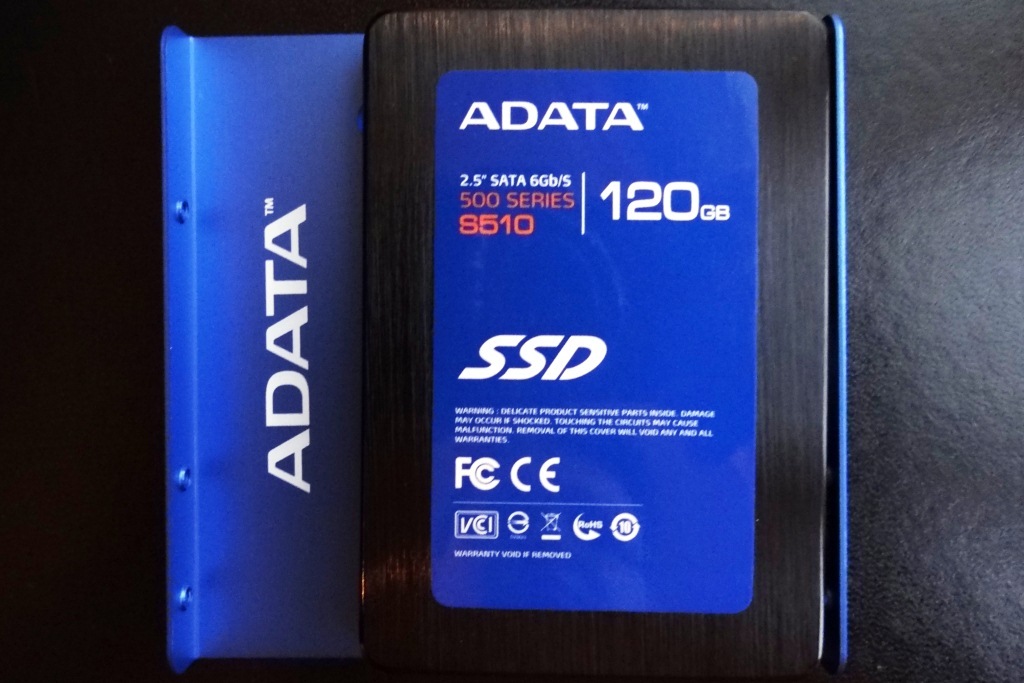 ADATA™
ADATA™
2.5" SATA 6Gb/S
500 SERIES
S510
120GB
SSD
WARNING : DELICATE PRODUCT SENSITIVE PARTS INSIDE. DAMAGE
MAY OCCUR IF SHOCKED. TOUCHING THE CIRCUITS MAY CAUSE
MALFUNCTION. REMOVAL OF THIS COVER WILL VOID ANY AND ALL
WARRANTIES.
FC CE
VCI RoHS 10
WARRANTY VOID IF REMOVED